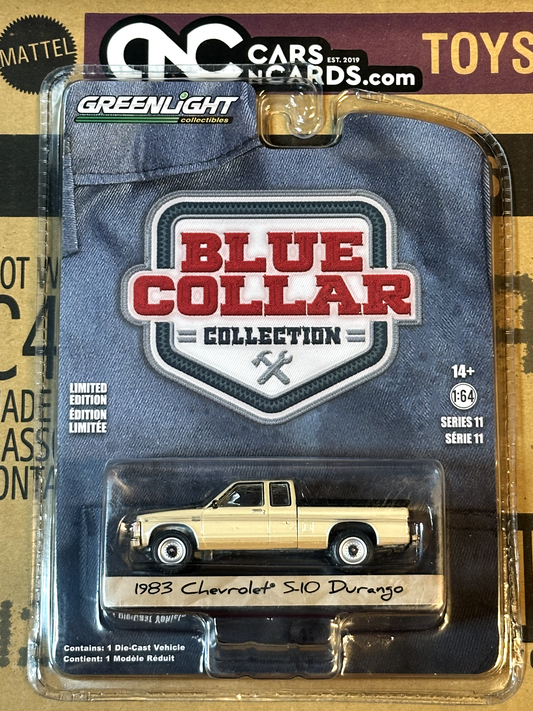 MATTEL
CNC CARS EST. 2019
NCARDS.com
TOYS
GREENLIGHT
collectibles
BLUE
COLLAR
COLLECTION
LIMITED
EDITION
ÉDITION
LIMITÉE
14+
1:64
SERIES 11
SÉRIE 11
1983 Chevrolet® S-10 Durango
Contains: 1 Die-Cast Vehicle
Contient: 1 Modèle Réduit